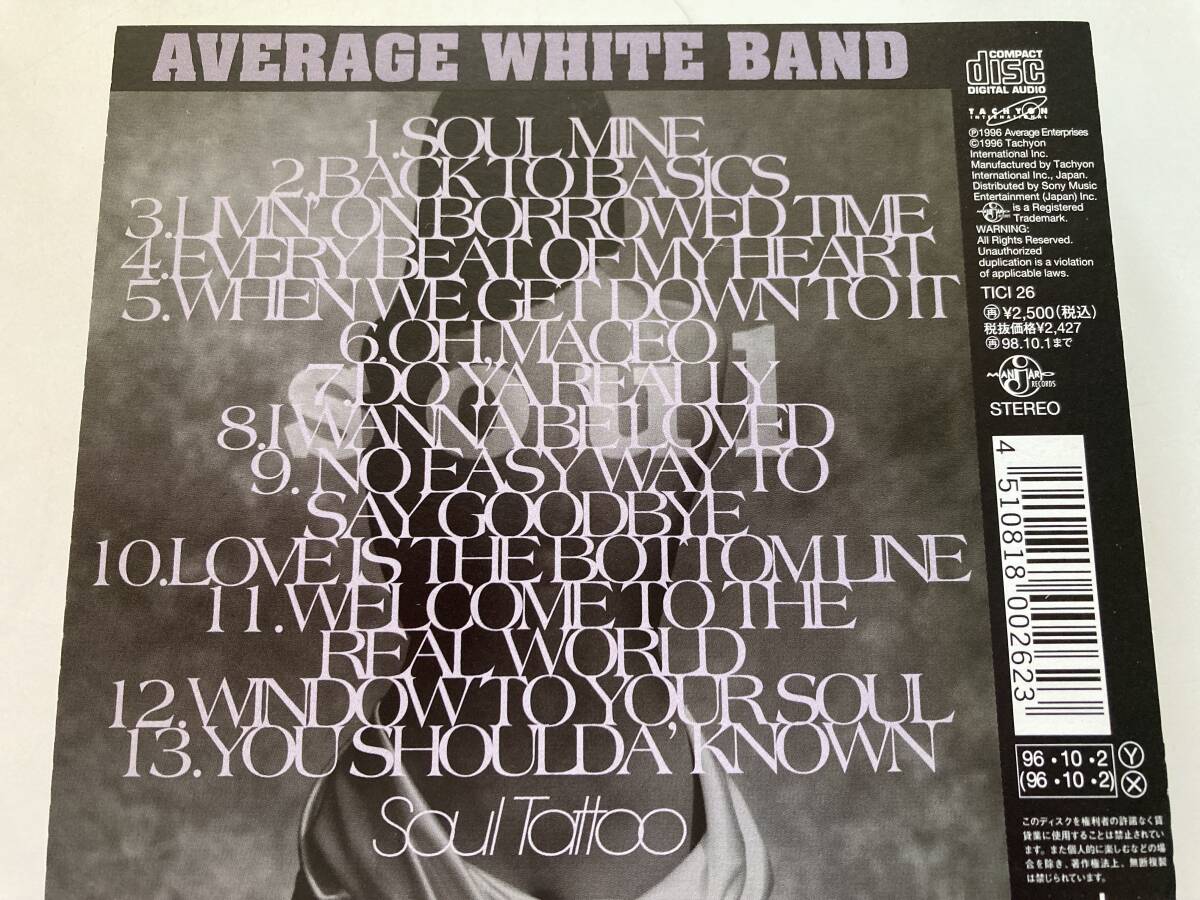 AVERAGE WHITE BAND
1.SOUL MINE
2.BACK TO BASICS
3.LIVIN' ON BORROWED TIME
4.EVERY BEAT OF MY HEART
5.WHEN WE GET DOWN TO IT
6.OH, MACEO
7.DO YA REALLY
8.I WANNA BE LOVED
9. NO EASY WAY TO
SAY GOODBYE
10.LOVE IS THE BOTTOM LINE
11.WELCOME TO THE
REAL WORLD
12.WINDOW TO YOUR SOUL
13.YOU SHOULDA' KNOWN
Soul Tattoo
soul
COMPACT
disc
DIGITAL AUDIO
TACHYON
INTERNATIONAL
Ⓟ1996 Average Enterprises
©1996 Tachyon
International Inc.
Manufactured by Tachyon
International Inc., Japan.
Distributed by Sony Music
Entertainment (Japan) Inc.
is a Registered
Trademark.
WARNING:
All Rights Reserved.
Unauthorized
duplication is a violation
of applicable laws.
TICI 26
㊞¥2,500(税込)
税抜価格¥2,427
98.10.1まで
RECORDS
STEREO
4 510818 002623
96・10・2 Ⓨ
(96・10・2) Ⓧ
このディスクを権利者の許諾なく賃
貸業に使用することは禁止されてい
ます。また個人的に楽しむなどの場
合を除き、著作権法上、無断複製
は禁じられています。